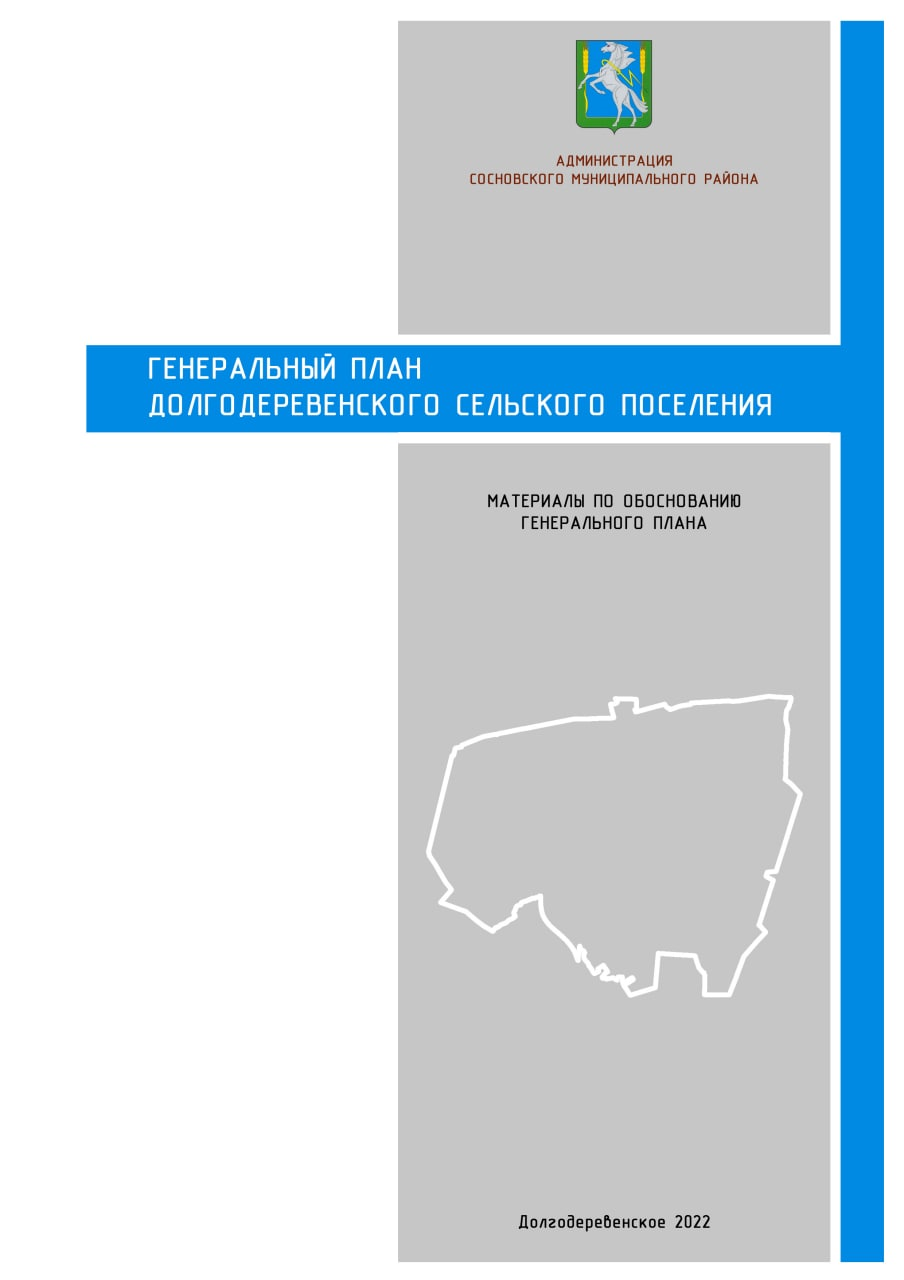 АДМИНИСТРАЦИЯ
СОСНОВСКОГО МУНИЦИПАЛЬНОГО РАЙОНА
ГЕНЕРАЛЬНЫЙ ПЛАН
ДОЛГОДЕРЕВЕНСКОГО СЕЛЬСКОГО ПОСЕЛЕНИЯ
МАТЕРИАЛЫ ПО ОБОСНОВАНИЮ
ГЕНЕРАЛЬНОГО ПЛАНА
Долгодеревенское 2022